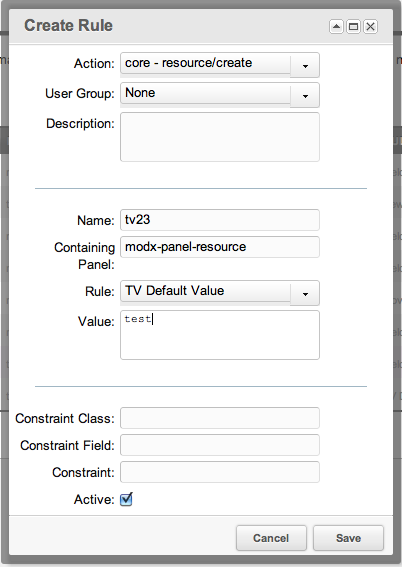 Create Rule
Action: core - resource/create
User Group: None
Description:
Name: tv23
Containing Panel: modx-panel-resource
Rule: TV Default Value
Value: test
Constraint Class:
Constraint Field:
Constraint:
Active:
Cancel Save